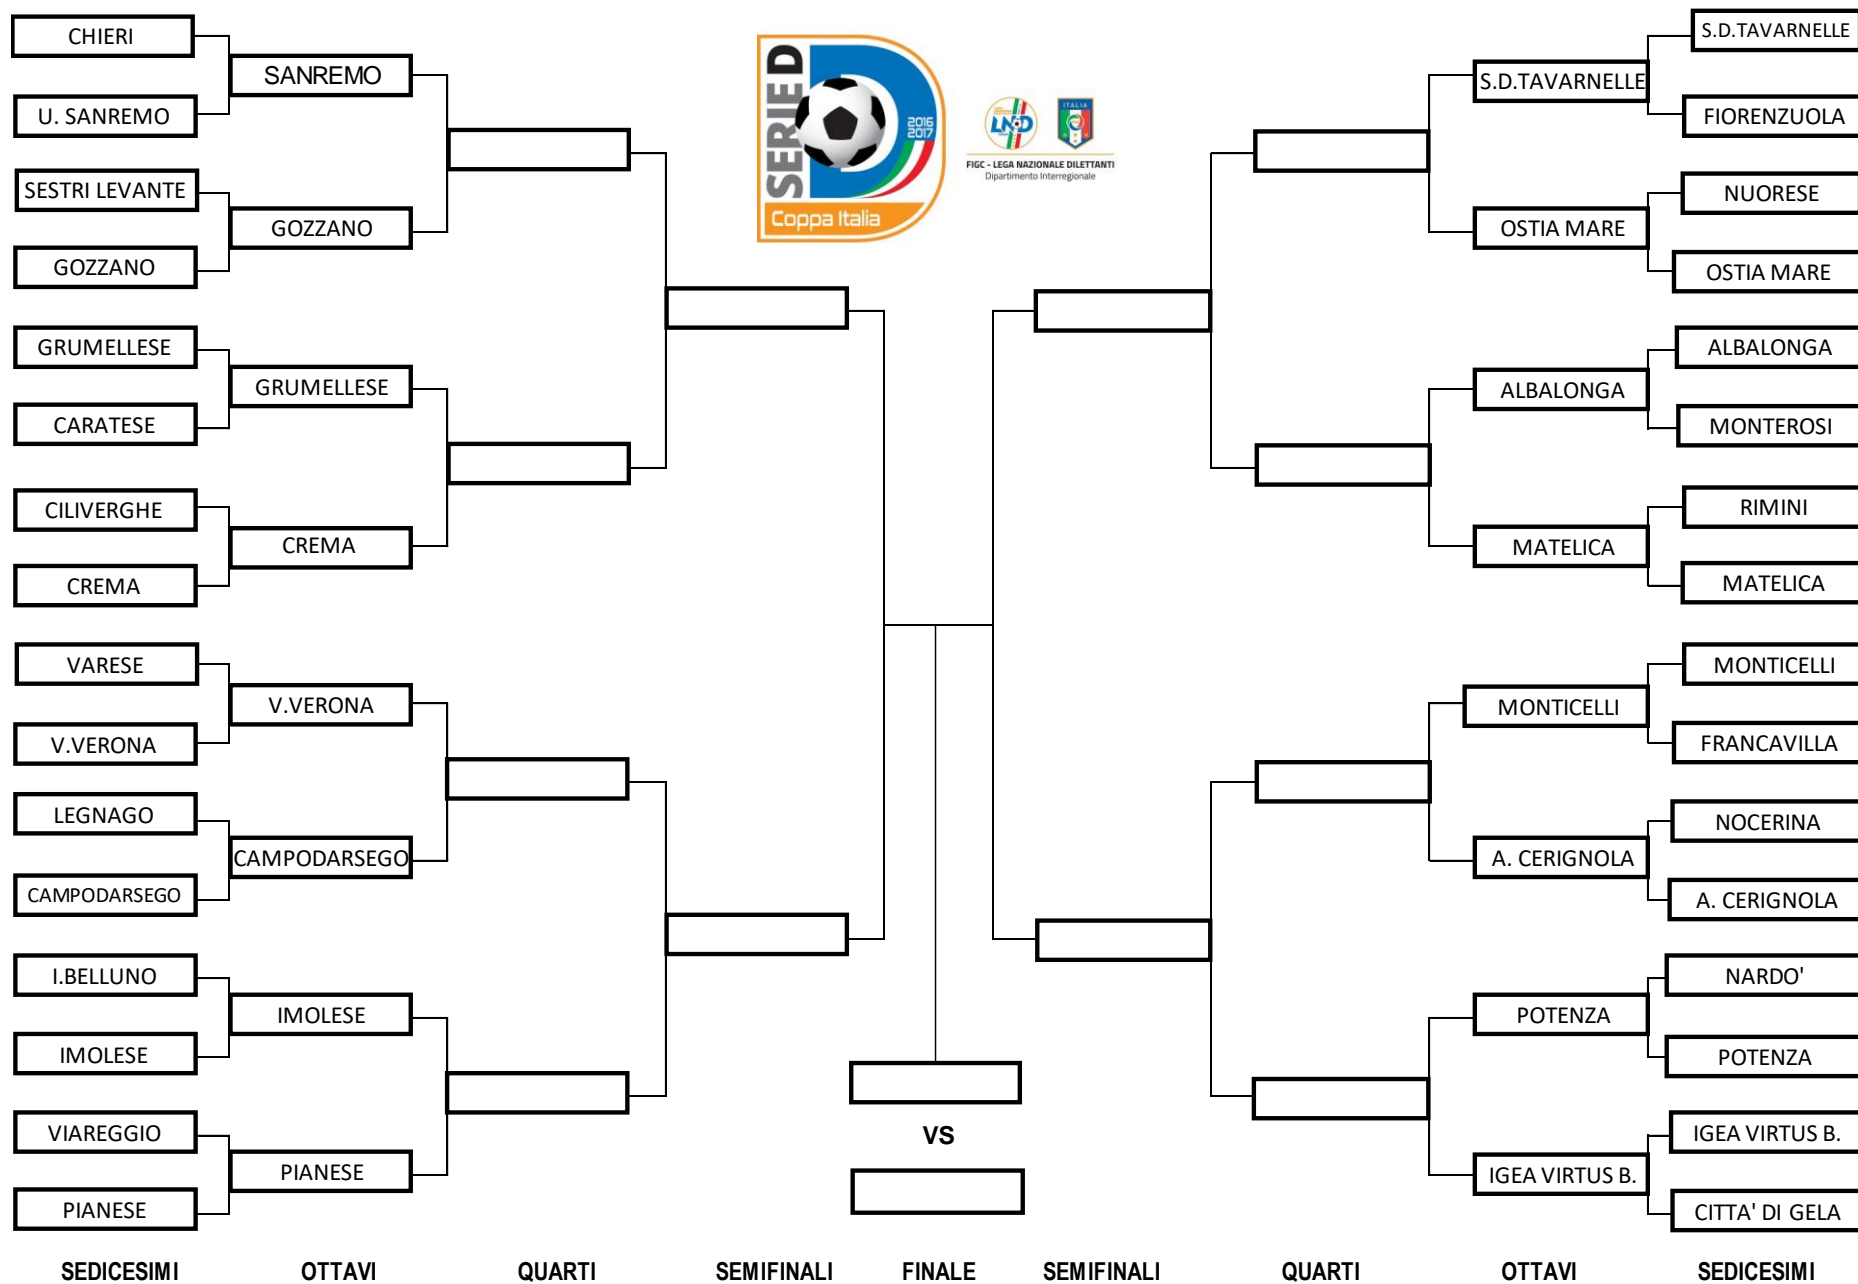 CHIERI
U. SANREMO
SESTRI LEVANTE
GOZZANO
GRUMELLESE
CARATESE
CILIVERGHE
CREMA
VARESE
V.VERONA
LEGNAGO
CAMPODARSEGO
I.BELLUNO
IMOLESE
VIAREGGIO
PIANESE
SEDICESIMI
SANREMO
GOZZANO
GRUMELLESE
CREMA
V.VERONA
CAMPODARSEGO
IMOLESE
PIANESE
OTTAVI
QUARTI
SEMIFINALI
SERIE D
2016
2017
Coppa Italia
LND
ITALIA
FIGC - LEGA NAZIONALE DILETTANTI
Dipartimento Interregionale
VS
FINALE
SEMIFINALI
QUARTI
S.D.TAVARNELLE
OSTIA MARE
ALBALONGA
MATELICA
MONTICELLI
A. CERIGNOLA
POTENZA
IGEA VIRTUS B.
OTTAVI
S.D.TAVARNELLE
FIORENZUOLA
NUORESE
OSTIA MARE
ALBALONGA
MONTEROSI
RIMINI
MATELICA
MONTICELLI
FRANCAVILLA
NOCERINA
A. CERIGNOLA
NARDO'
POTENZA
IGEA VIRTUS B.
CITTA' DI GELA
SEDICESIMI